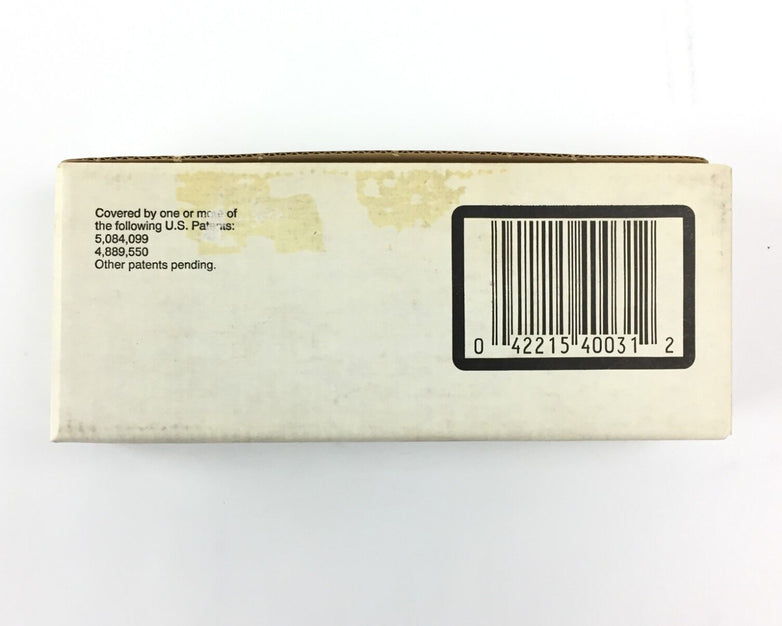 Covered by one or more of
the following U.S. Patents:
5,084,099
4,889,550
Other patents pending.
0 42215 40031 2